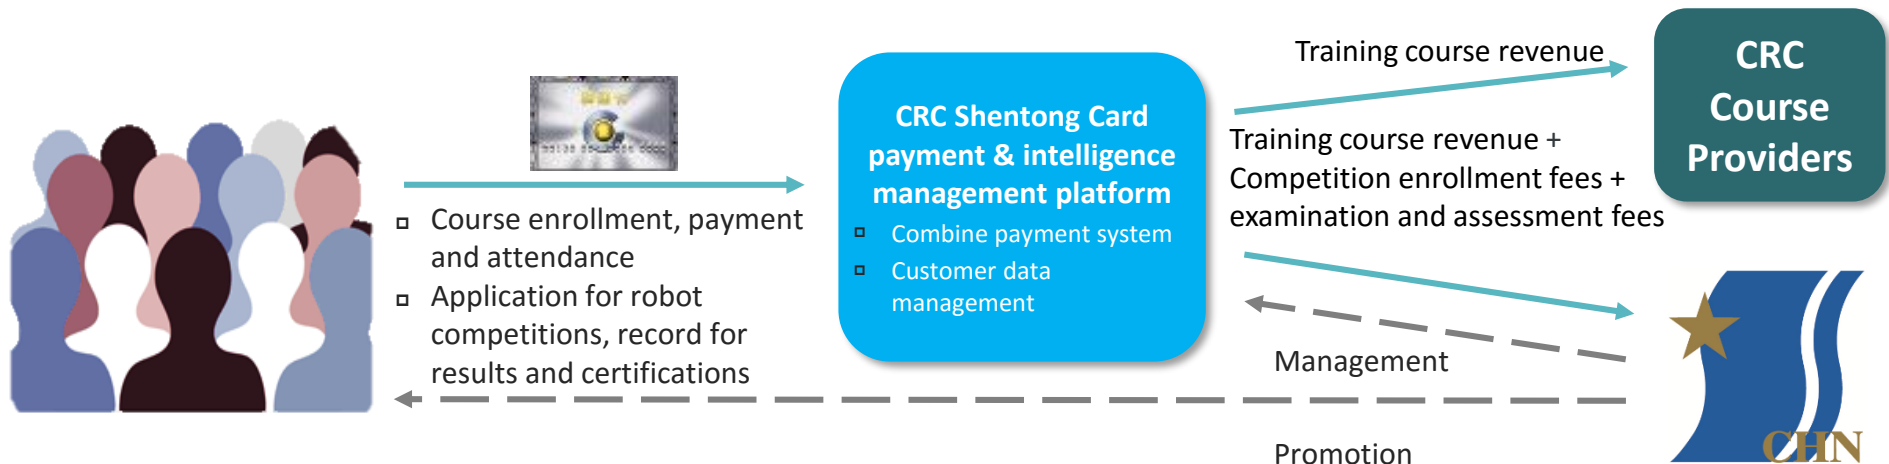 Course enrollment, payment
and attendance
Application for robot
competitions, record for
results and certifications
CRC Shentong Card
payment & intelligence
management platform
Combine payment system
Customer data
management
Training course revenue
Training course revenue +
Competition enrollment fees +
examination and assessment fees
CRC
Course
Providers
Management
Promotion
CHN